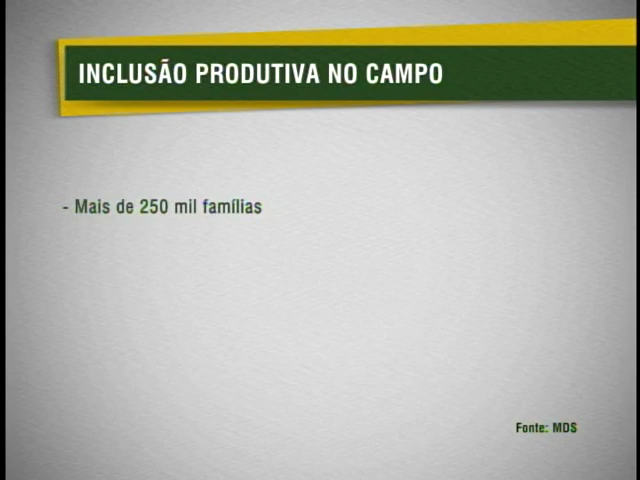 INCLUSÃO PRODUTIVA NO CAMPO
- Mais de 250 mil famílias
Fonte: MDS